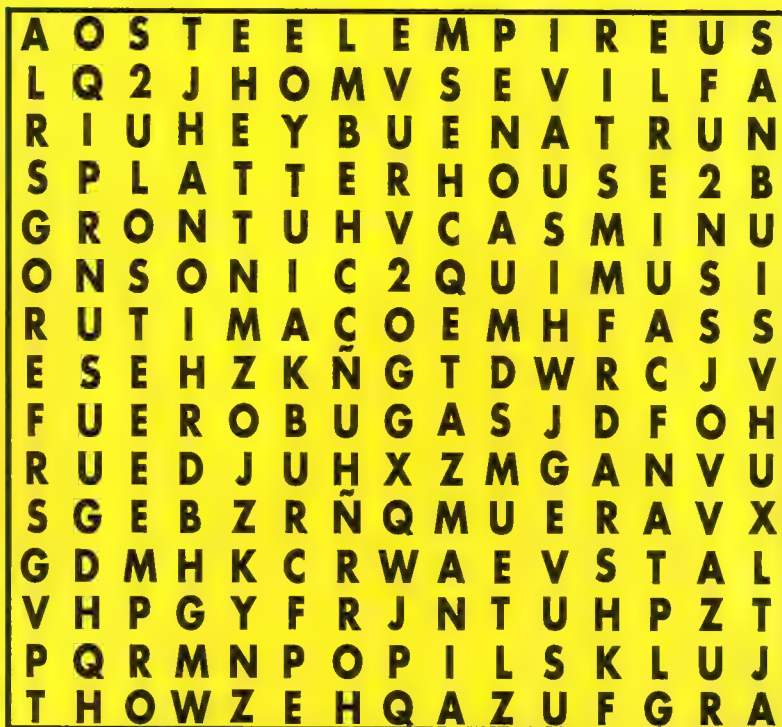 A O S T E E L E M P I R E U S
L Q 2 J H O M V S E V I L F A
R I U H E Y B U E N A T R U N
S P L A T T E R H O U S E 2 B
G R O N T U H V C A S M I N U
O N S O N I C 2 Q U I M U S I
R U T I M A Ç O E M H F A S S
E S E H Z K Ñ G T D W R C J V
F U E R O B U G A S J D F O H
R U E D J U H X Z M G A N V U
S G E B Z R Ñ Q M U E R A V X
G D M H K C R W A E V S T A L
V H P G Y F R J N T U H P Z T
P Q R M N P O P I L S K L U J
T H O W Z E H Q A Z U F G R A